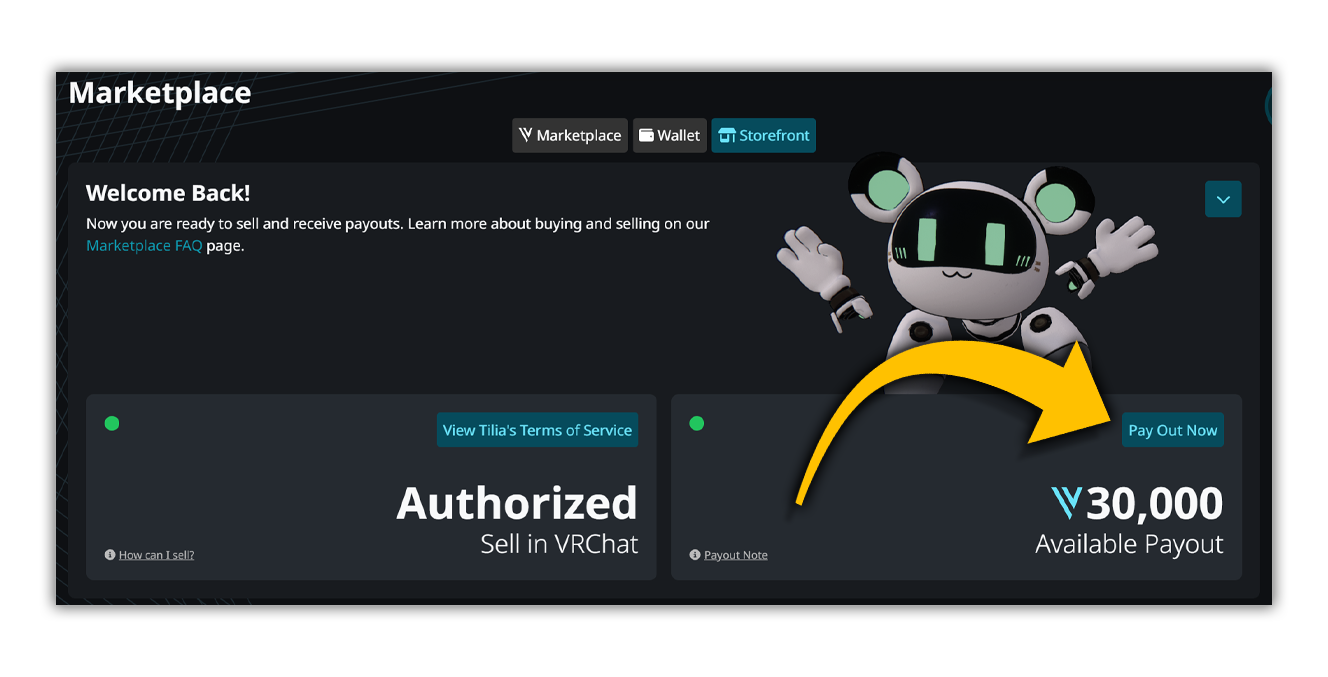 Marketplace
Marketplace
Wallet
Storefront
Welcome Back!
Now you are ready to sell and receive payouts. Learn more about buying and selling on our
Marketplace FAQ page.
View Tilia's Terms of Service
Authorized
Sell in VRChat
How can I sell?
Pay Out Now
30,000
Available Payout
Payout Note